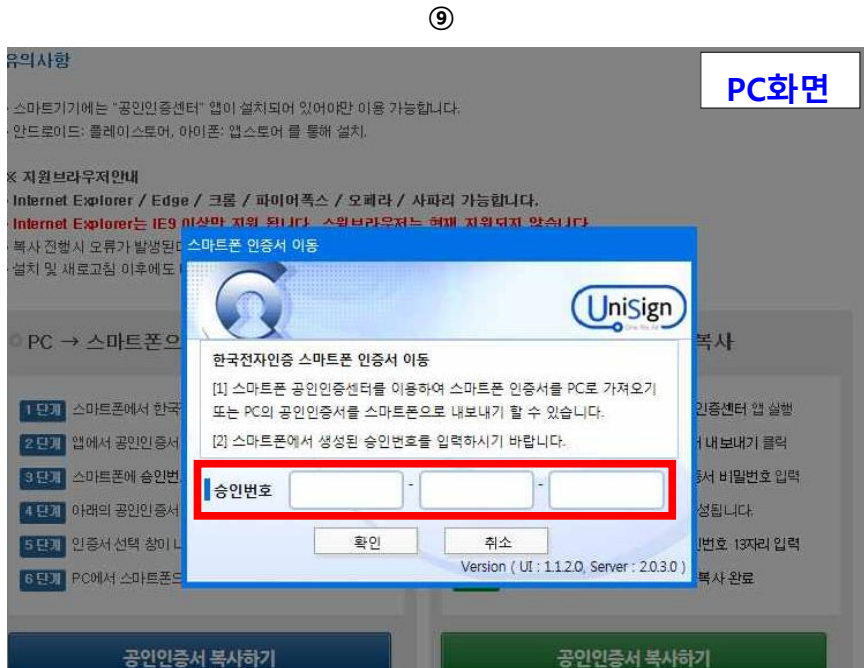 ⑨
유의사항
PC화면
스마트기기에는 "공인인증센터" 앱이 설치되어 있어야만 이용 가능합니다.
안드로이드: 플레이스토어, 아이폰: 앱스토어 를 통해 설치.
※ 지원브라우저안내
Internet Explorer / Edge / 크롬 / 파이어폭스 / 오페라 / 사파리 가능합니다.
Internet Explorer는 IE9 이상만 지원 됩니다. 스윙브라우저는 현재 지원되지 않습니다
복사 진행시 오류가 발생된다
설치 및 새로고침 이후에도
스마트폰 인증서 이동
UniSign
한국전자인증 스마트폰 인증서 이동
[1] 스마트폰 공인인증센터를 이용하여 스마트폰 인증서를 PC로 가져오기
또는 PC의 공인인증서를 스마트폰으로 내보내기 할 수 있습니다.
[2] 스마트폰에서 생성된 승인번호를 입력하시기 바랍니다.
승인번호 - -
확인 취소
Version ( UI : 1.1.2.0, Server : 2.0.3.0 )
PC → 스마트폰으
1단계 스마트폰에서 한국
2단계 앱에서 공인인증서
3단계 스마트폰에 승인번
4단계 아래의 공인인증서
5단계 인증서 선택 창이 나
6단계 PC에서 스마트폰으
공인인증서 복사하기
복사
인증센터 앱 실행
내보내기 클릭
증서 비밀번호 입력
생성됩니다.
인번호 13자리 입력
복사 완료
공인인증서 복사하기